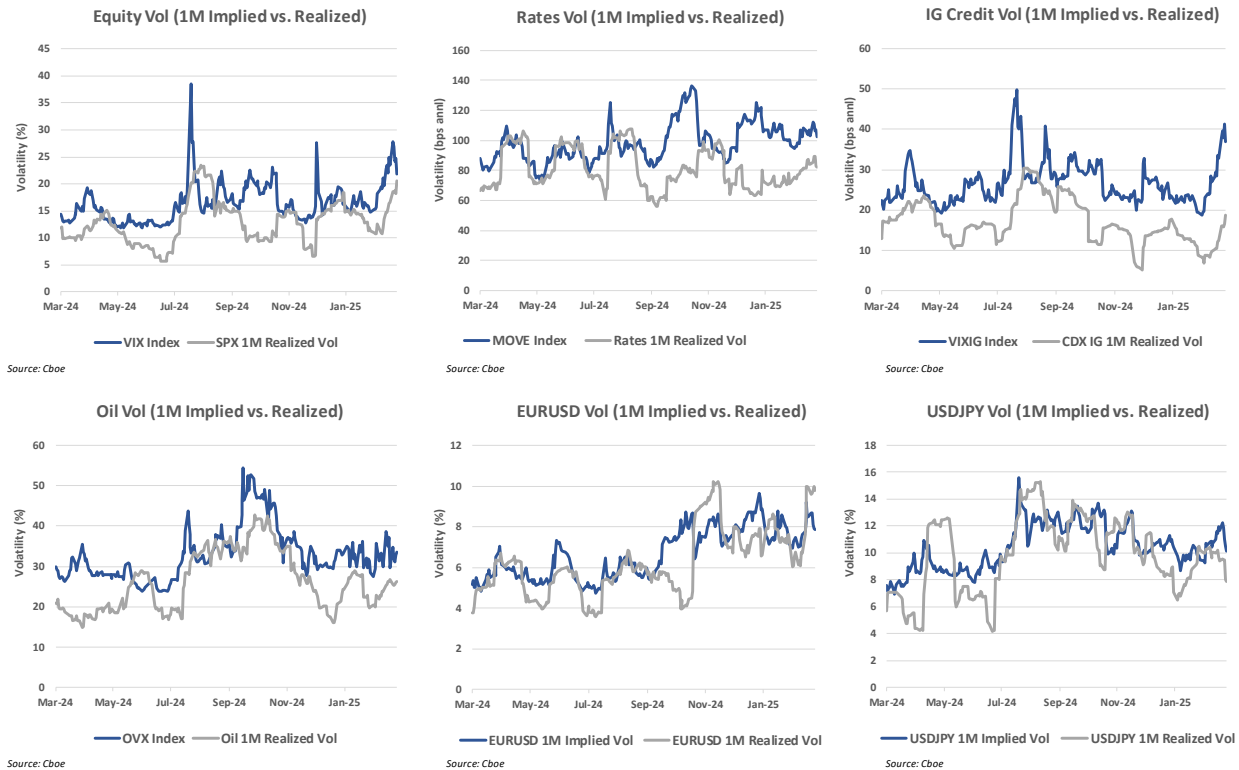 Equity Vol (1M Implied vs. Realized)
Volatility (%)
45
40
35
30
25
20
15
10
5
0
Mar-24 May-24 Jul-24 Sep-24 Nov-24 Jan-25
VIX Index SPX 1M Realized Vol
Source: Cboe
Rates Vol (1M Implied vs. Realized)
Volatility (bps annl)
160
140
120
100
80
60
40
20
0
Mar-24 May-24 Jul-24 Sep-24 Nov-24 Jan-25
MOVE Index Rates 1M Realized Vol
Source: Cboe
IG Credit Vol (1M Implied vs. Realized)
Volatility (bps annl)
60
50
40
30
20
10
0
Mar-24 May-24 Jul-24 Sep-24 Nov-24 Jan-25
VIXIG Index CDX IG 1M Realized Vol
Source: Cboe
Oil Vol (1M Implied vs. Realized)
Volatility (%)
60
50
40
30
20
10
0
Mar-24 May-24 Jul-24 Sep-24 Nov-24 Jan-25
OVX Index Oil 1M Realized Vol
Source: Cboe
EURUSD Vol (1M Implied vs. Realized)
Volatility (%)
12
10
8
6
4
2
0
Mar-24 May-24 Jul-24 Sep-24 Nov-24 Jan-25
EURUSD 1M Implied Vol EURUSD 1M Realized Vol
Source: Cboe
USDJPY Vol (1M Implied vs. Realized)
Volatility (%)
18
16
14
12
10
8
6
4
2
0
Mar-24 May-24 Jul-24 Sep-24 Nov-24 Jan-25
USDJPY 1M Implied Vol USDJPY 1M Realized Vol
Source: Cboe